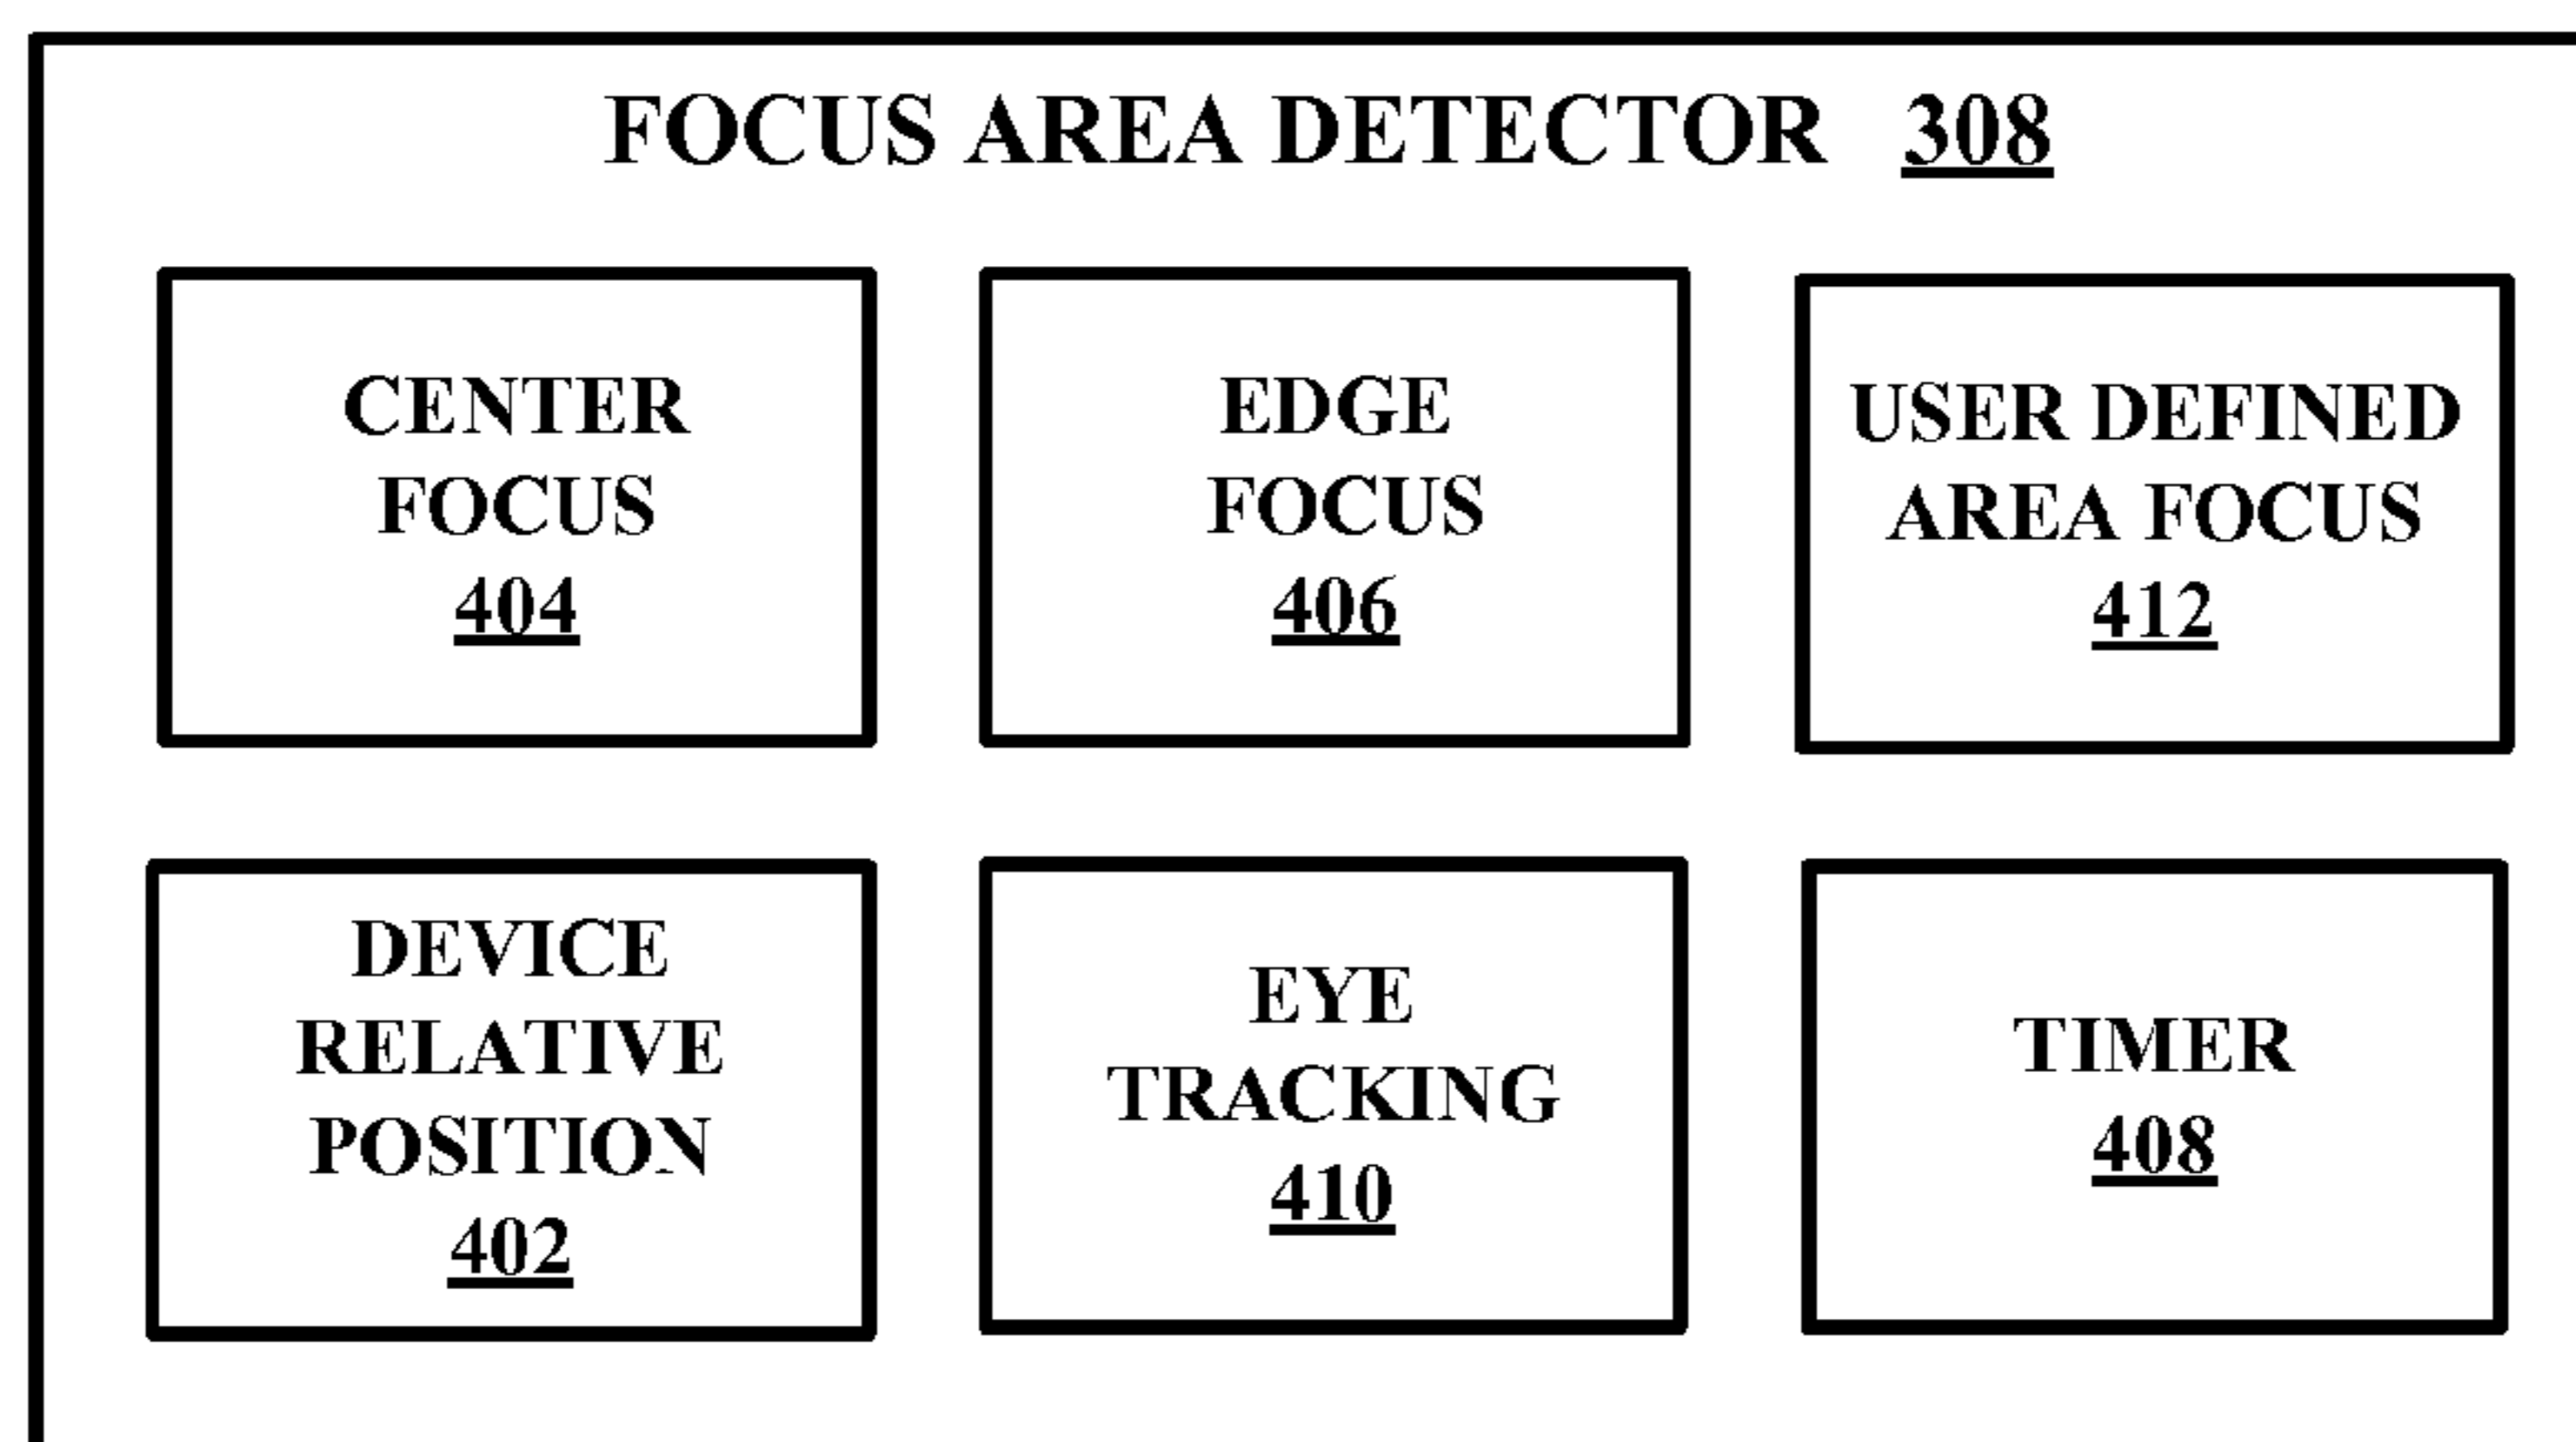 FOCUS AREA DETECTOR 308
CENTER
FOCUS
404
EDGE
FOCUS
406
USER DEFINED
AREA FOCUS
412
DEVICE
RELATIVE
POSITION
402
EYE
TRACKING
410
TIMER
408